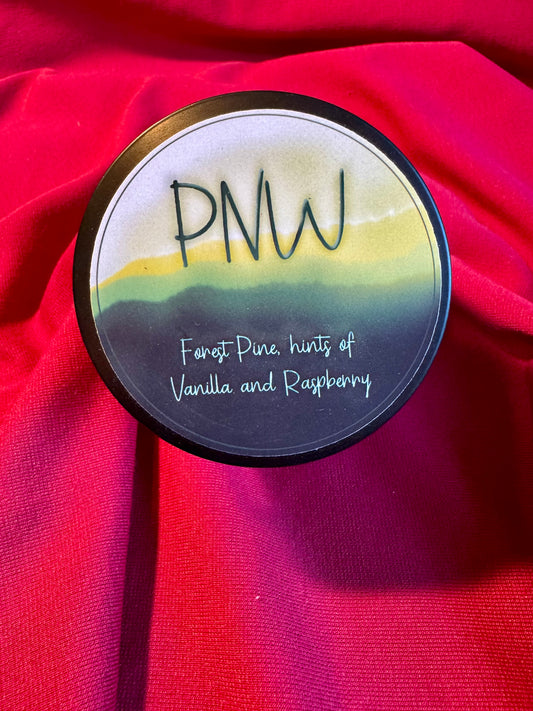 PNW
Forest Pine, hints of
Vanilla and Raspberry